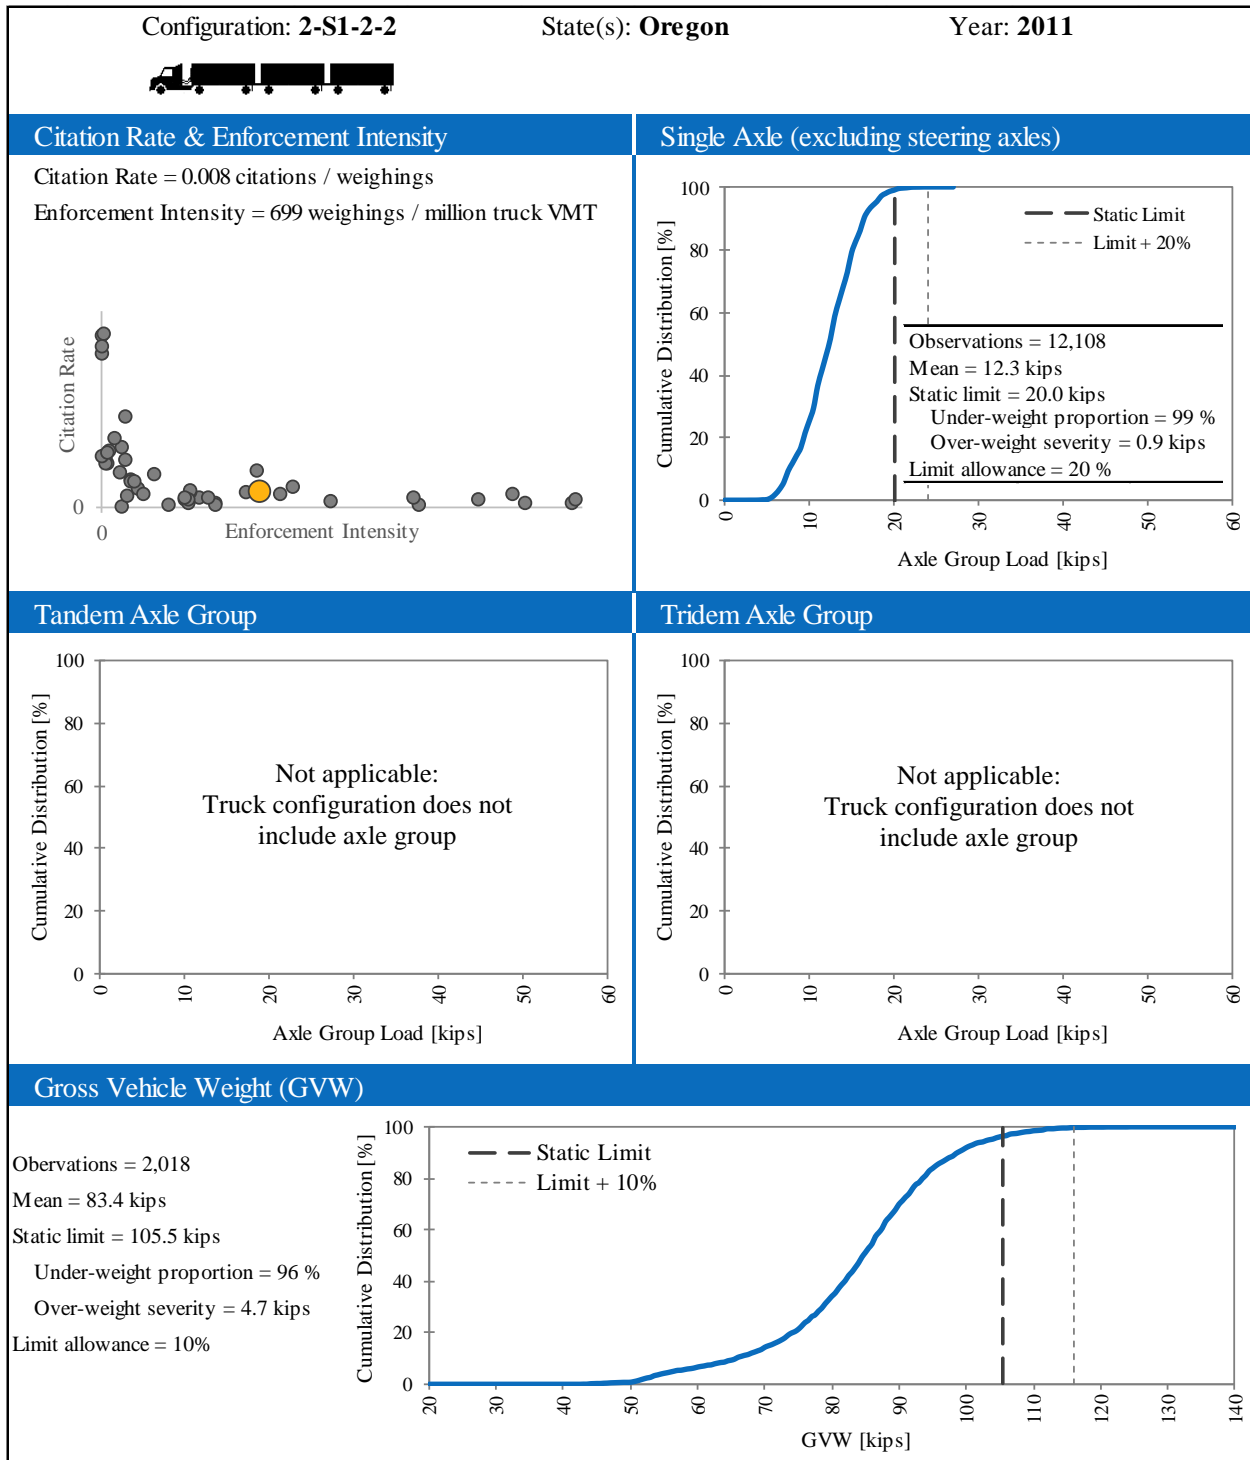 Configuration: 2-S1-2-2 State(s): Oregon Year: 2011
Citation Rate & Enforcement Intensity
Citation Rate = 0.008 citations / weighings
Enforcement Intensity = 699 weighings / million truck VMT
Citation Rate
0
0
Enforcement Intensity
Single Axle (excluding steering axles)
Cumulative Distribution [%]
100
80
60
40
20
0
Static Limit
Limit + 20%
Observations = 12,108
Mean = 12.3 kips
Static limit = 20.0 kips
Under-weight proportion = 99 %
Over-weight severity = 0.9 kips
Limit allowance = 20 %
0 10 20 30 40 50 60
Axle Group Load [kips]
Tandem Axle Group
Cumulative Distribution [%]
100
80
60
40
20
0
Not applicable:
Truck configuration does not
include axle group
0 10 20 30 40 50 60
Axle Group Load [kips]
Tridem Axle Group
Cumulative Distribution [%]
100
80
60
40
20
0
Not applicable:
Truck configuration does not
include axle group
0 10 20 30 40 50 60
Axle Group Load [kips]
Gross Vehicle Weight (GVW)
Obervations = 2,018
Mean = 83.4 kips
Static limit = 105.5 kips
Under-weight proportion = 96 %
Over-weight severity = 4.7 kips
Limit allowance = 10%
Cumulative Distribution [%]
100
80
60
40
20
0
Static Limit
Limit + 10%
20 30 40 50 60 70 80 90 100 110 120 130 140
GVW [kips]